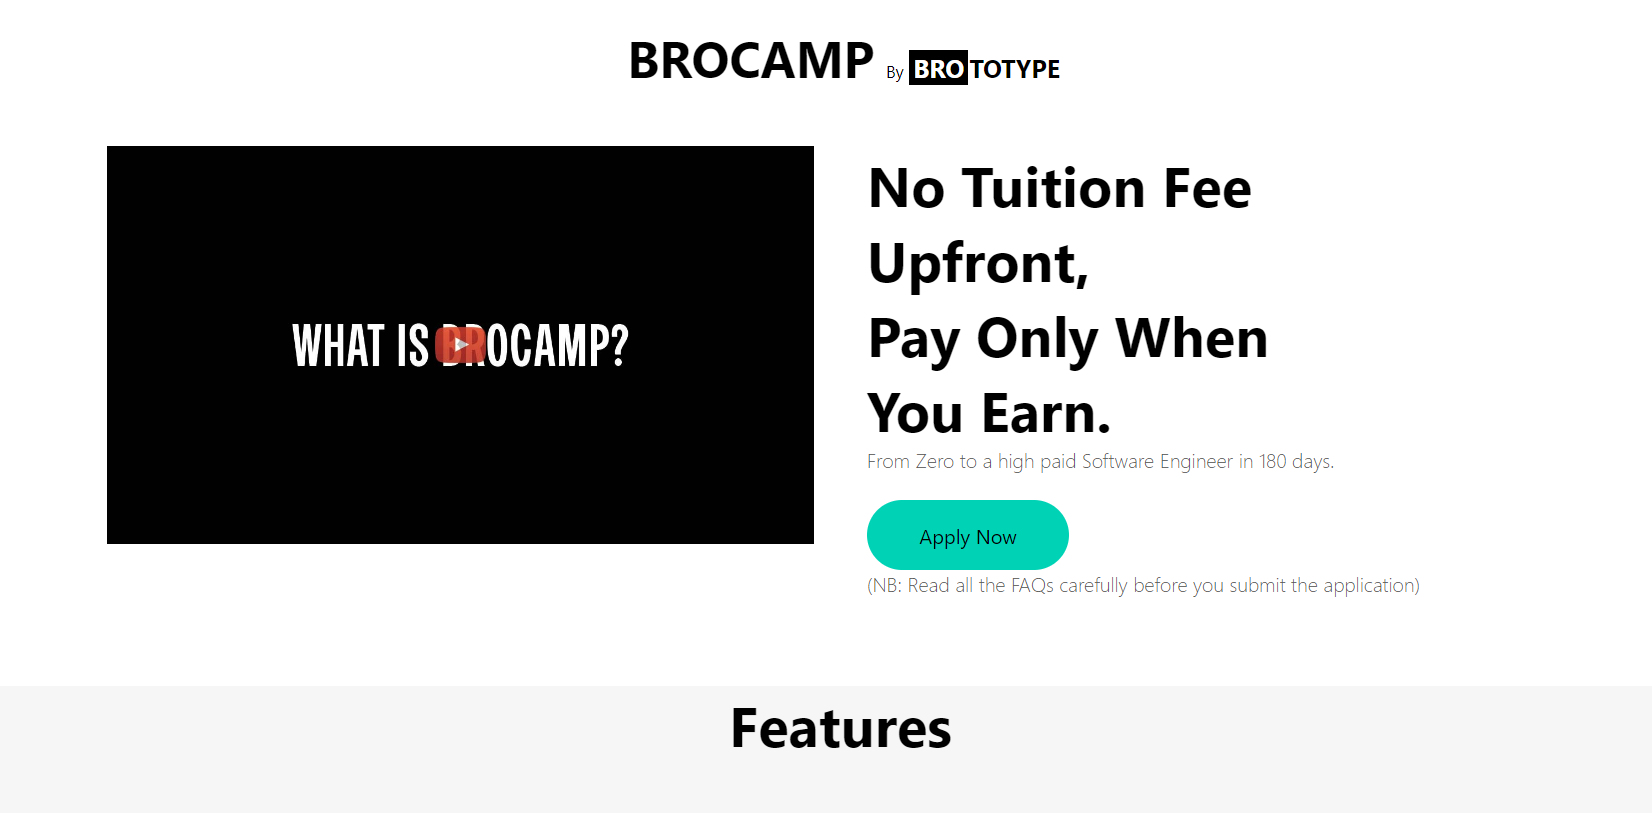 BROCAMP By BROTOTYPE
WHAT IS BROCAMP?
No Tuition Fee
Upfront,
Pay Only When
You Earn.
From Zero to a high paid Software Engineer in 180 days.
Apply Now
(NB: Read all the FAQs carefully before you submit the application)
Features